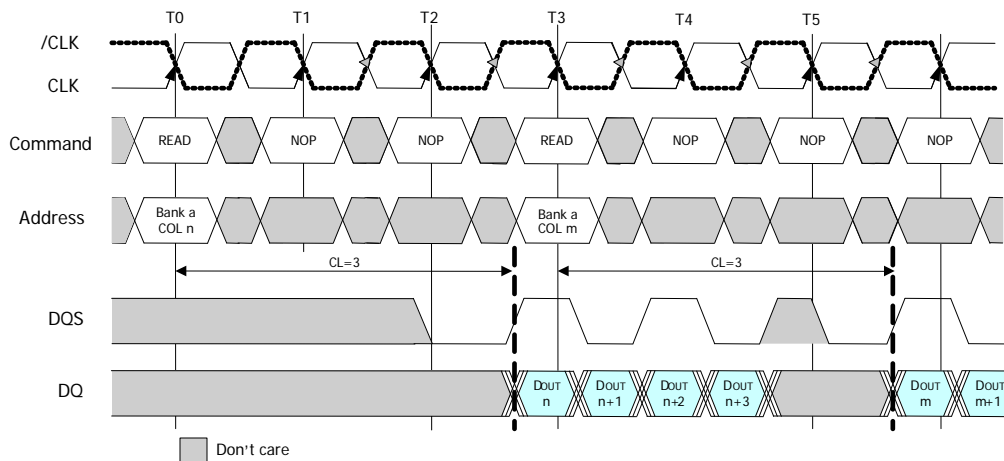 T0 T1 T2 T3 T4 T5
/CLK
CLK
Command READ NOP NOP READ NOP NOP NOP
Address Bank a Bank a
COL n COL m
CL=3 CL=3
DQS
DQ DOUT DOUT DOUT DOUT DOUT DOUT
n n+1 n+2 n+3 m m+1
Don't care